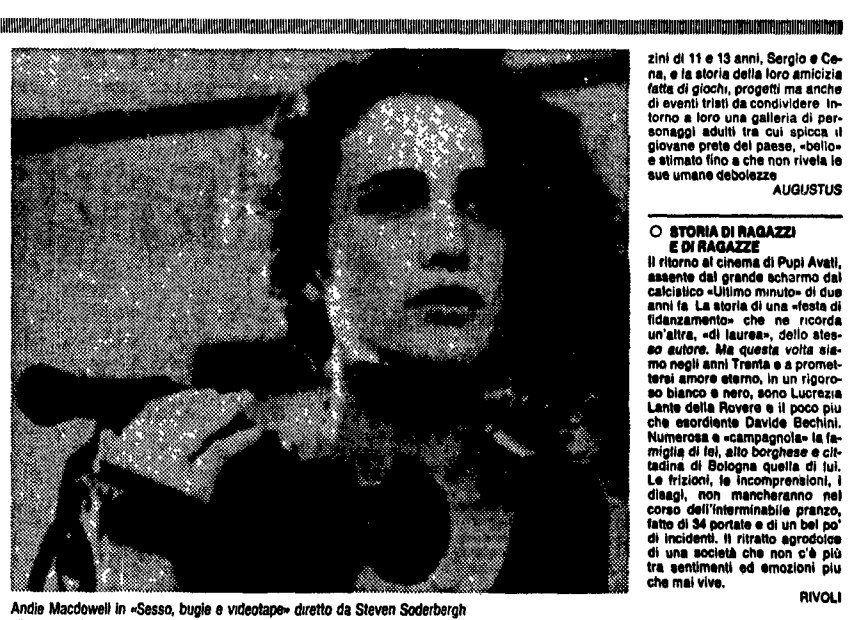 zini di 11 e 13 anni, Sergio e Ce-
na, e la storia della loro amicizia
fatta di giochi, progetti ma anche
di eventi tristi da condividere In-
torno a loro una galleria di per-
sonaggi adulti tra cui spicca il
giovane prete del paese, «bello»
e stimato fino a che non rivela le
sue umane debolezze
AUGUSTUS
O STORIA DI RAGAZZI
E DI RAGAZZE
Il ritorno al cinema di Pupi Avati,
assente dal grande schermo dal
calcistico «Ultimo minuto» di due
anni fa La storia di una «festa di
fidanzamento» che ne ricorda
un'altra, «di laurea», dello stes-
so autore. Ma questa volta sia-
mo negli anni Trenta e a promet-
tersi amore eterno, in un rigoro-
so bianco e nero, sono Lucrezia
Lante della Rovere e il poco piu
che esordiente Davide Bechini.
Numerosa e «campagnola» la fa-
miglia di lei, alto borghese e cit-
tadina di Bologna quella di lui.
Le frizioni, le incomprensioni, i
disagi, non mancheranno nel
corso dell'interminabile pranzo,
fatto di 34 portate e di un bel po'
di incidenti. Il ritratto agrodolce
di una società che non c'è più
tra sentimenti ed emozioni piu
che mai vive.
RIVOLI
Andie Macdowell in «Sesso, bugie e videotape» diretto da Steven Soderbergh